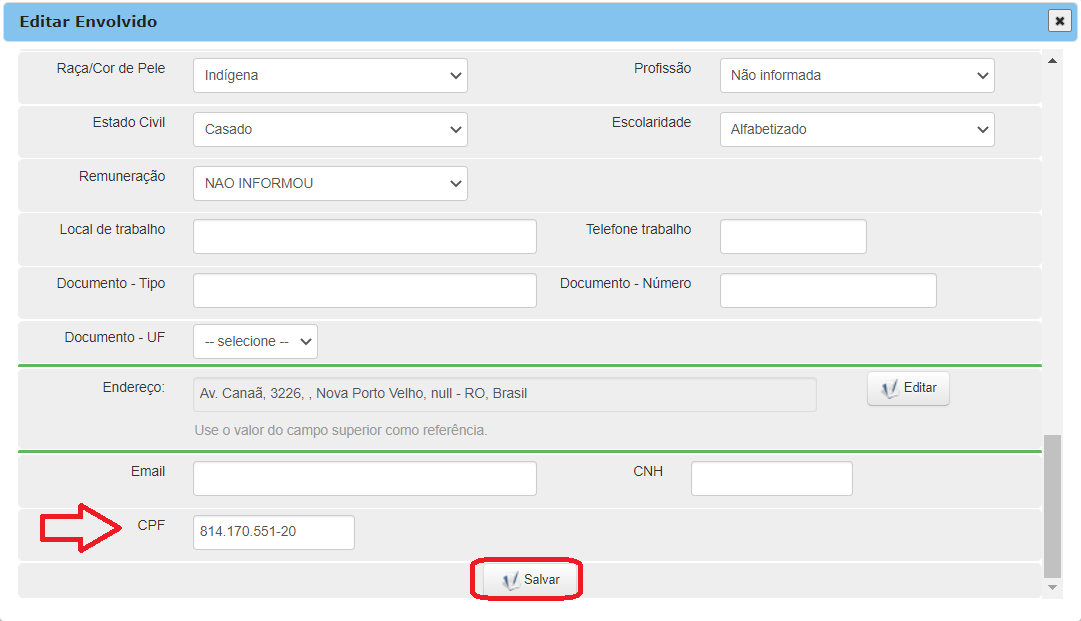 Editar Envolvido
Raça/Cor de Pele Indígena Profissão Não informada
Estado Civil Casado Escolaridade Alfabetizado
Remuneração NAO INFORMOU
Local de trabalho Telefone trabalho
Documento - Tipo Documento - Número
Documento - UF -- selecione --
Endereço: Av. Canaã, 3226, , Nova Porto Velho, null - RO, Brasil Editar
Use o valor do campo superior como referência.
Email CNH
CPF 814.170.551-20
Salvar